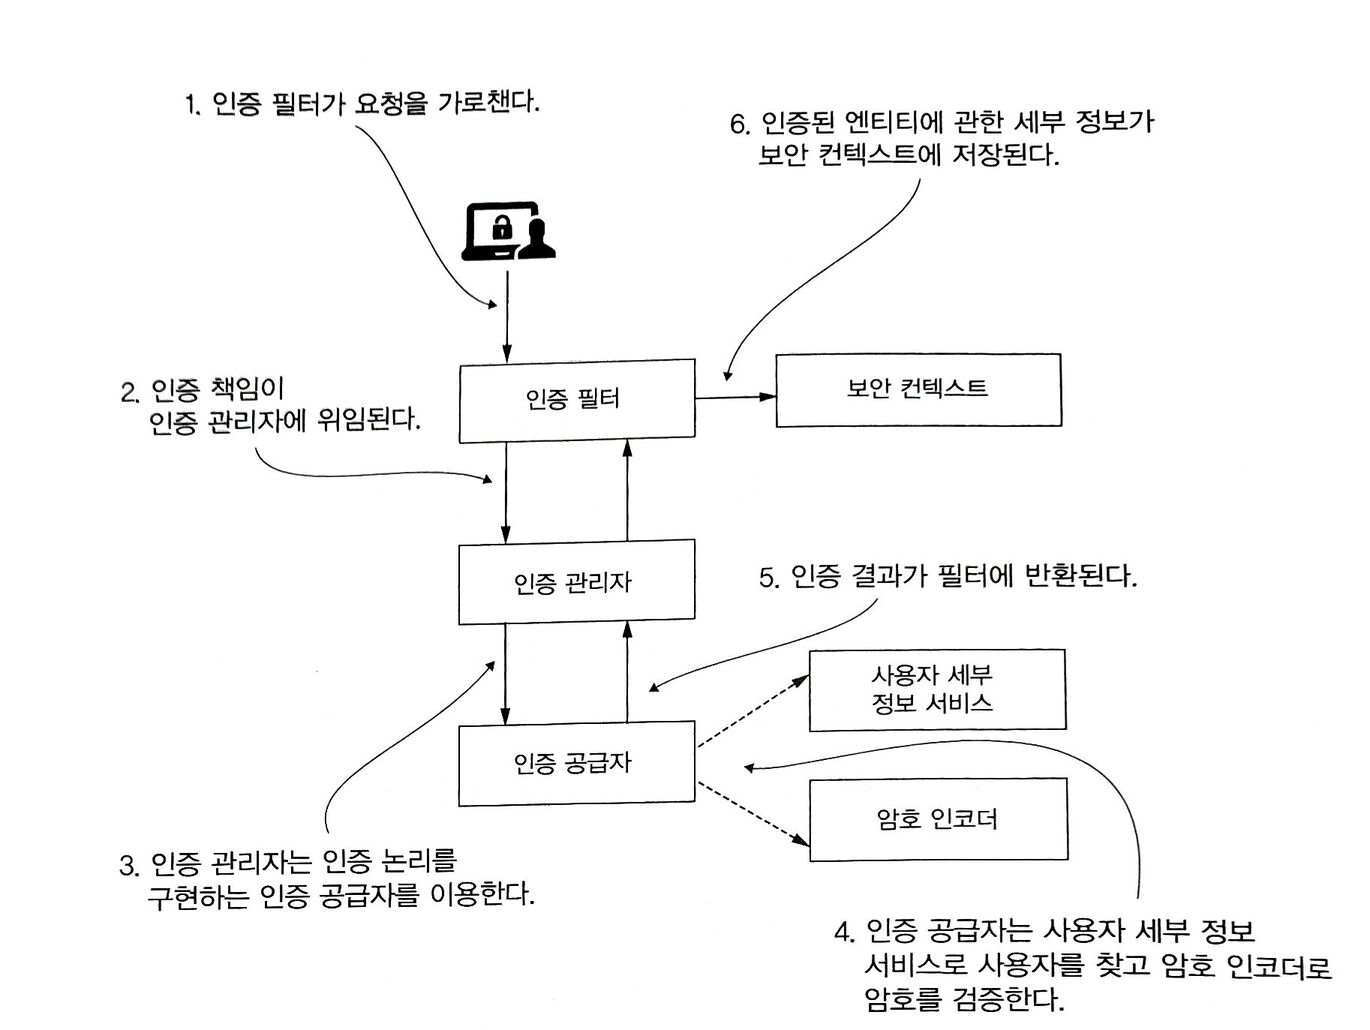 1. 인증 필터가 요청을 가로챈다.
6. 인증된 엔티티에 관한 세부 정보가
보안 컨텍스트에 저장된다.
2. 인증 책임이
인증 관리자에 위임된다.
인증 필터
보안 컨텍스트
인증 관리자
5. 인증 결과가 필터에 반환된다.
사용자 세부
정보 서비스
인증 공급자
암호 인코더
3. 인증 관리자는 인증 논리를
구현하는 인증 공급자를 이용한다.
4. 인증 공급자는 사용자 세부 정보
서비스로 사용자를 찾고 암호 인코더로
암호를 검증한다.